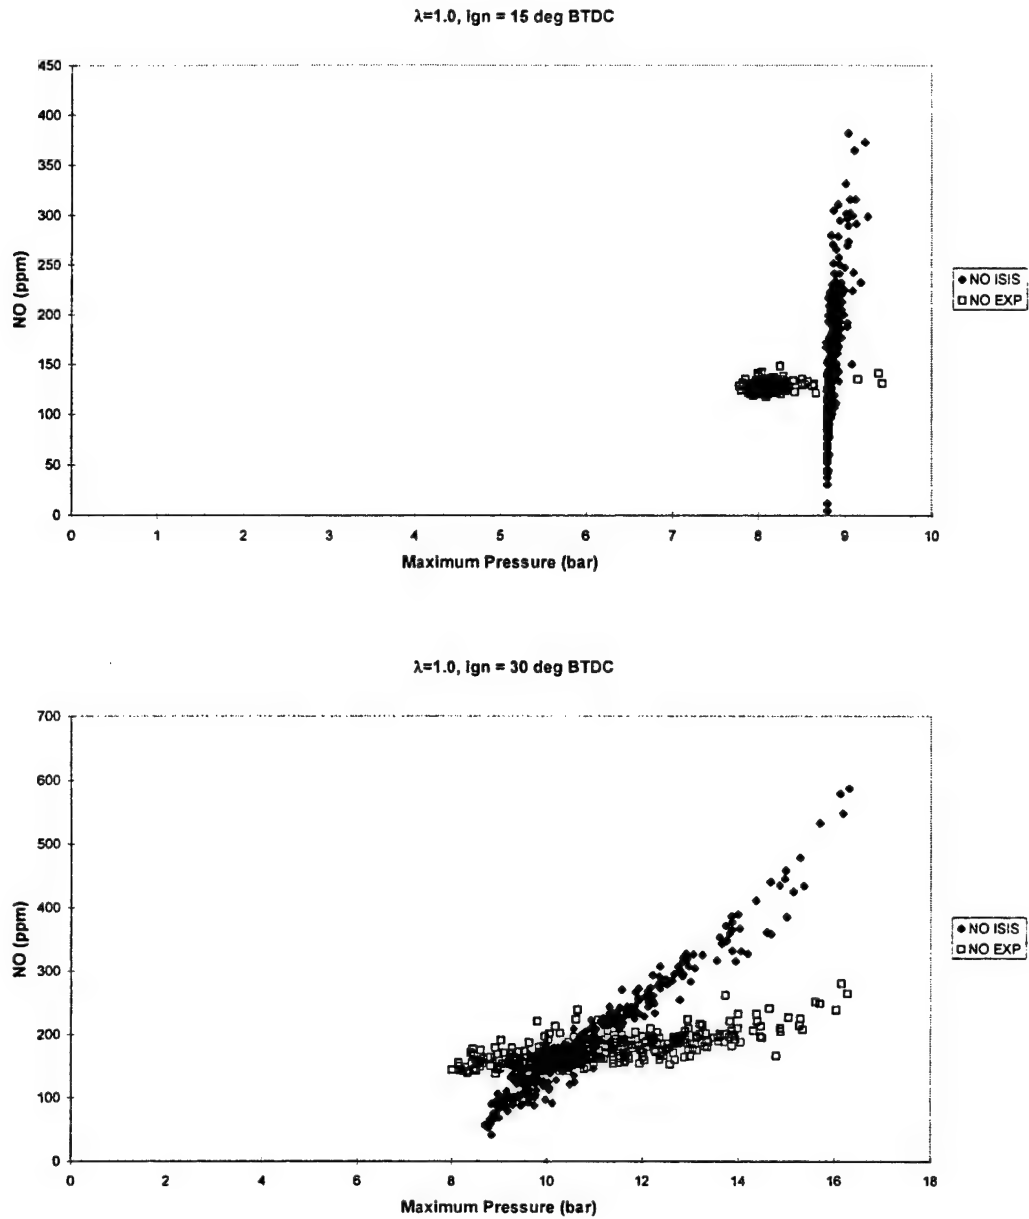 λ=1.0, ign = 15 deg BTDC
450
400
350
300
250
200
150
100
50
0
NO (ppm)
0 1 2 3 4 5 6 7 8 9 10
Maximum Pressure (bar)
NO ISIS
NO EXP
λ=1.0, ign = 30 deg BTDC
700
600
500
400
300
200
100
0
NO (ppm)
0 2 4 6 8 10 12 14 16 18
Maximum Pressure (bar)
NO ISIS
NO EXP